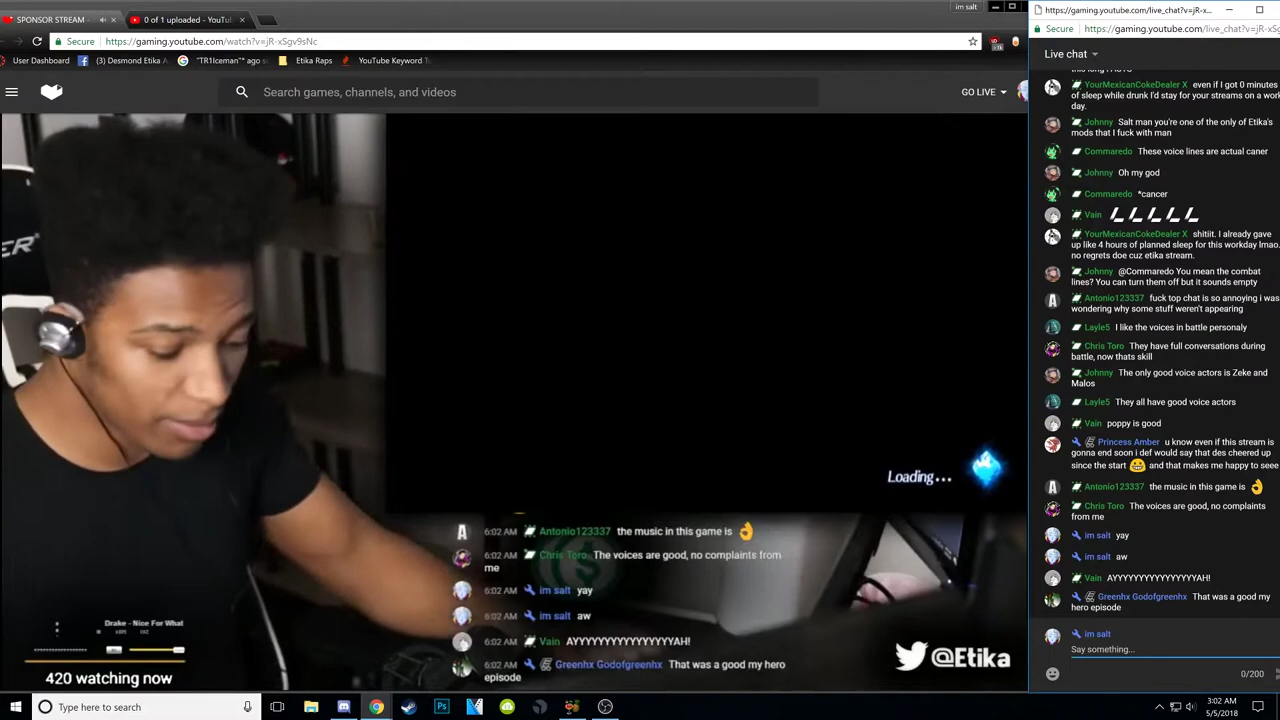 SPONSOR STREAM -
0 of 1 uploaded - YouTu
im salt
https://gaming.youtube.com/live_chat?v=jR-x...
Secure
https://gaming.youtube.com/watch?v=jR-xSgv9sNc
Secure
https://gaming.youtube.com/live_chat?v=jR-xSg
User Dashboard
(3) Desmond Etika A
"TR1Iceman"* ago s
Etika Raps
YouTube Keyword To
Search games, channels, and videos
GO LIVE
Live chat
YourMexicanCokeDealer X even if I got 0 minutes
of sleep while drunk I'd stay for your streams on a work
day.
Johnny Salt man you're one of the only of Etika's
mods that I fuck with man
Commaredo These voice lines are actual caner
Johnny Oh my god
Commaredo *cancer
Vain
YourMexicanCokeDealer X shitiit. I already gave
up like 4 hours of planned sleep for this workday lmao.
no regrets doe cuz etika stream.
Johnny @Commaredo You mean the combat
lines? You can turn them off but it sounds empty
Antonio123337 fuck top chat is so annoying i was
wondering why some stuff weren't appearing
Layle5 I like the voices in battle personaly
Chris Toro They have full conversations during
battle, now thats skill
Johnny The only good voice actors is Zeke and
Malos
Layle5 They all have good voice actors
Vain poppy is good
Princess Amber u know even if this stream is
gonna end soon i def would say that des cheered up
since the start 😁 and that makes me happy to seee
Antonio123337 the music in this game is 👌
Chris Toro The voices are good, no complaints
from me
im salt yay
im salt aw
Vain AYYYYYYYYYYYYYYYAH!
Greenhx Godofgreenhx That was a good my
hero episode
im salt
Say something...
0/200
Loading...
6:02 AM Antonio123337 the music in this game is 👌
6:02 AM Chris Toro The voices are good, no complaints from
me
6:02 AM im salt yay
6:02 AM im salt aw
6:02 AM Vain AYYYYYYYYYYYYYYYAH!
6:02 AM Greenhx Godofgreenhx That was a good my hero
episode
Drake - Nice For What
420 watching now
@Etika
Type here to search
3:02 AM
5/5/2018